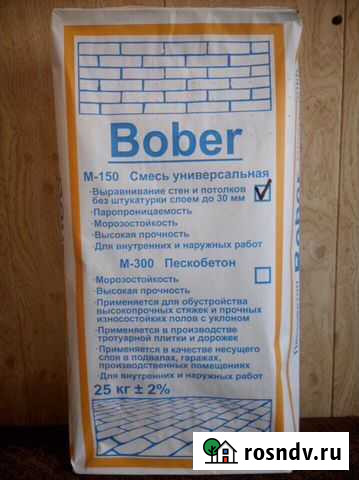 Bober
М-150 Смесь универсальная
·Выравнивание стен и потолков
без штукатурки слоем до 30 мм
·Паропроницаемость
·Морозостойкость
·Высокая прочность
·Для внутренних и наружных работ
М-300 Пескобетон
·Морозостойкость
·Высокая прочность
·Применяется для обустройства
высокопрочных стяжек и прочных
износостойких полов с уклоном
·Применяется в производстве
тротуарной плитки и дорожек
·Применяется в качестве несущего
слоя в подвалах, гаражах,
производственных помещениях
·Для внутренних и наружных работ
25 кг ± 2%
Bober
rosndv.ru